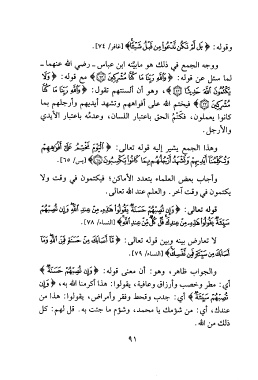 وقوله: ﴿ بَل لَّمْ نَكُن نَّدْعُوا۟ مِن قَبْلُ شَيْـًٔا ﴾ [غافر/ ٧٤].
ووجه الجمع في ذلك هو ما بينه ابن عباس ـ رضي الله عنهما ـ
لما سئل عن قوله: ﴿ وَٱللَّهِ رَبِّنَا مَا كُنَّا مُشْرِكِينَ ﴾ مع قوله: ﴿ وَلَا
يَكْتُمُونَ ٱللَّهَ حَدِيثًا ﴾، وهو أن ألسنتهم تقول: ﴿ وَٱللَّهِ رَبِّنَا مَا كُنَّا
مُشْرِكِينَ ﴾ فيختم الله على أفواههم وتشهد أيديهم وأرجلهم بما
كانوا يعملون، فكَتْمُ الحق باعتبار اللسان، وعدمُه باعتبار الأيدي
والأرجل.
وهذا الجمع يشير إليه قوله تعالى: ﴿ ٱلْيَوْمَ نَخْتِمُ عَلَىٰٓ أَفْوَٰهِهِمْ
وَتُكَلِّمُنَآ أَيْدِيهِمْ وَتَشْهَدُ أَرْجُلُهُم بِمَا كَانُوا۟ يَكْسِبُونَ ﴾ [يس/ ٦٥].
وأجاب بعض العلماء بتعدد الأماكن؛ فيكتمون في وقت ولا
يكتمون في وقت آخر. والعلم عند الله تعالى.
قوله تعالى: ﴿ وَإِن تُصِبْهُمْ حَسَنَةٌ يَقُولُوا۟ هَٰذِهِۦ مِنْ عِندِ ٱللَّهِ وَإِن تُصِبْهُمْ
سَيِّئَةٌ يَقُولُوا۟ هَٰذِهِۦ مِنْ عِندِكَ قُلْ كُلٌّ مِّنْ عِندِ ٱللَّهِ ﴾ [النساء/ ٧٨].
لا تعارض بينه وبين قوله تعالى: ﴿ مَّآ أَصَابَكَ مِنْ حَسَنَةٍ فَمِنَ ٱللَّهِ وَمَآ
أَصَابَكَ مِن سَيِّئَةٍ فَمِن نَّفْسِكَ ﴾ [النساء/ ٧٩].
والجواب ظاهر، وهو: أن معنى قوله: ﴿ وَإِن تُصِبْهُمْ حَسَنَةٌ ﴾
أي: مطر وخصب وأرزاق وعافية، يقولوا: هذا أكرمنا الله به، ﴿ وَإِن
تُصِبْهُمْ سَيِّئَةٌ ﴾ أي: جدب وقحط وفقر وأمراض، يقولوا: هذا من
عندك، أي: من شؤمك يا محمد، وشؤم ما جئت به. قل لهم: كل
ذلك من الله.
٩١